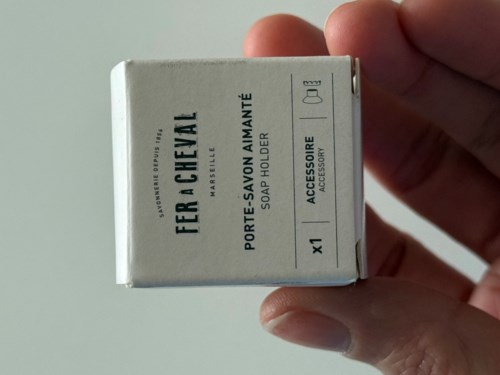 SAVONNERIE DEPUIS 1856
FER À CHEVAL
MARSEILLE
PORTE-SAVON AIMANTÉ
SOAP HOLDER
x1
ACCESSOIRE
ACCESSORY